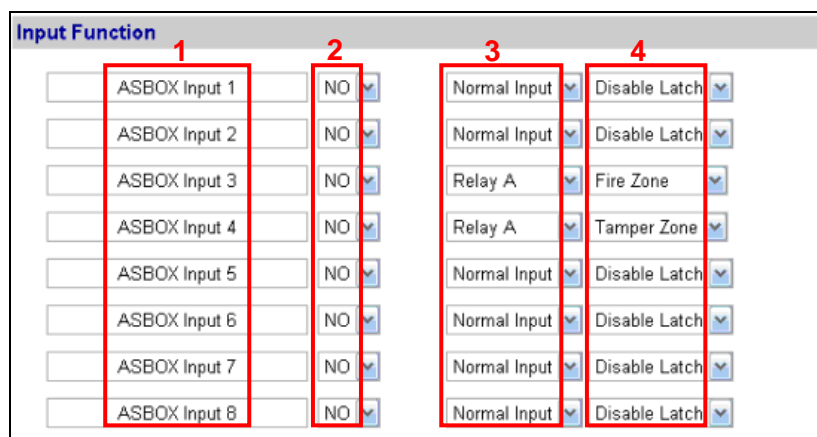 Input Function
1 2 3 4
ASBOX Input 1 NO Normal Input Disable Latch
ASBOX Input 2 NO Normal Input Disable Latch
ASBOX Input 3 NO Relay A Fire Zone
ASBOX Input 4 NO Relay A Tamper Zone
ASBOX Input 5 NO Normal Input Disable Latch
ASBOX Input 6 NO Normal Input Disable Latch
ASBOX Input 7 NO Normal Input Disable Latch
ASBOX Input 8 NO Normal Input Disable Latch